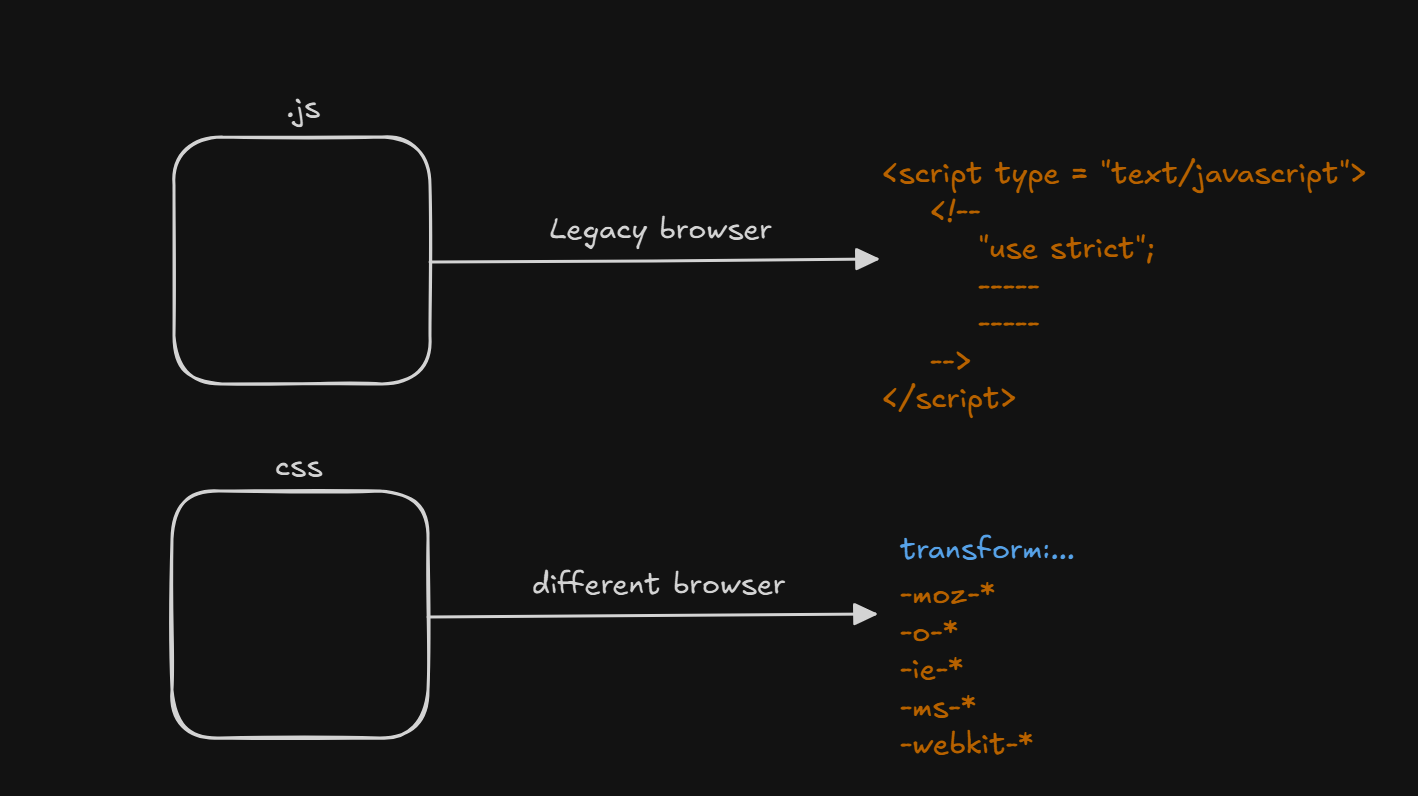 .js
Legacy browser
<script type = "text/javascript">
<!--
"use strict";
-----
-----
-->
</script>
css
different browser
transform:...
-moz-*
-o-*
-ie-*
-ms-*
-webkit-*